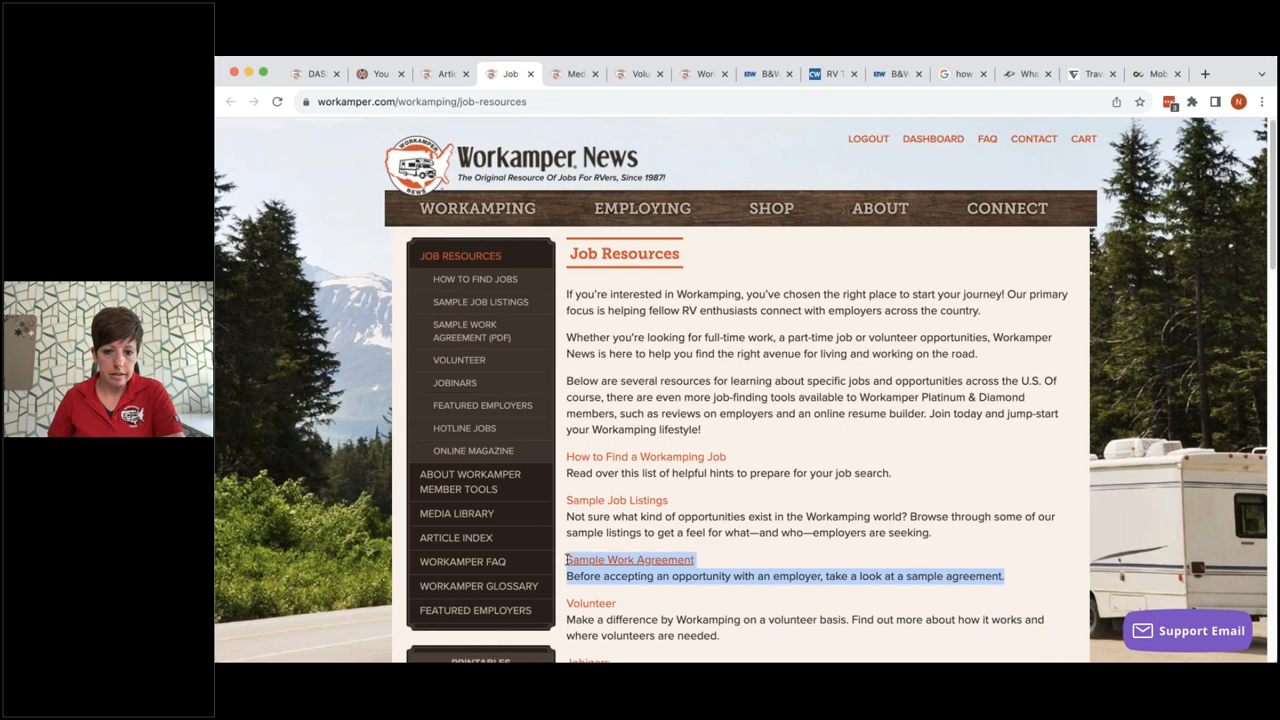 DAS
You
Artic
Job
Med
Volu
Worl
B&W
RV T
B&W
how
Wha
Trav
Mob
workamper.com/workamping/job-resources
3
N
LOGOUT DASHBOARD FAQ CONTACT CART
WORKAMPER
NEWS
Workamper News
The Original Resource Of Jobs For RVers, Since 1987!
WORKAMPING EMPLOYING SHOP ABOUT CONNECT
JOB RESOURCES
HOW TO FIND JOBS
SAMPLE JOB LISTINGS
SAMPLE WORK
AGREEMENT (PDF)
VOLUNTEER
JOBINARS
FEATURED EMPLOYERS
HOTLINE JOBS
ONLINE MAGAZINE
ABOUT WORKAMPER
MEMBER TOOLS
MEDIA LIBRARY
ARTICLE INDEX
WORKAMPER FAQ
WORKAMPER GLOSSARY
FEATURED EMPLOYERS
PRINTABLES
Job Resources
If you're interested in Workamping, you've chosen the right place to start your journey! Our primary
focus is helping fellow RV enthusiasts connect with employers across the country.
Whether you're looking for full-time work, a part-time job or volunteer opportunities, Workamper
News is here to help you find the right avenue for living and working on the road.
Below are several resources for learning about specific jobs and opportunities across the U.S. Of
course, there are even more job-finding tools available to Workamper Platinum & Diamond
members, such as reviews on employers and an online resume builder. Join today and jump-start
your Workamping lifestyle!
How to Find a Workamping Job
Read over this list of helpful hints to prepare for your job search.
Sample Job Listings
Not sure what kind of opportunities exist in the Workamping world? Browse through some of our
sample listings to get a feel for what—and who—employers are seeking.
Sample Work Agreement
Before accepting an opportunity with an employer, take a look at a sample agreement.
Volunteer
Make a difference by Workamping on a volunteer basis. Find out more about how it works and
where volunteers are needed.
Jobinars
Support Email